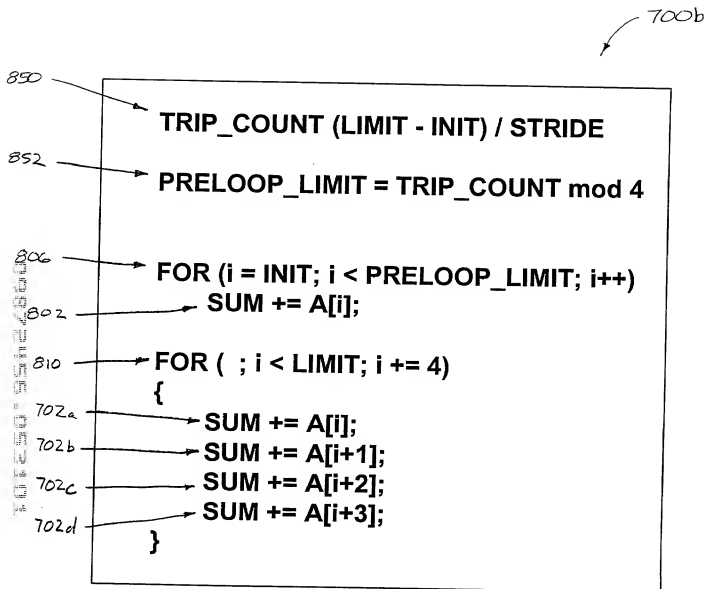 700b
850
TRIP_COUNT (LIMIT - INIT) / STRIDE
852
PRELOOP_LIMIT = TRIP_COUNT mod 4
806
FOR (i = INIT; i < PRELOOP_LIMIT; i++)
802
SUM += A[i];
810
FOR ( ; i < LIMIT; i += 4)
{
702a
SUM += A[i];
702b
SUM += A[i+1];
702c
SUM += A[i+2];
702d
SUM += A[i+3];
}